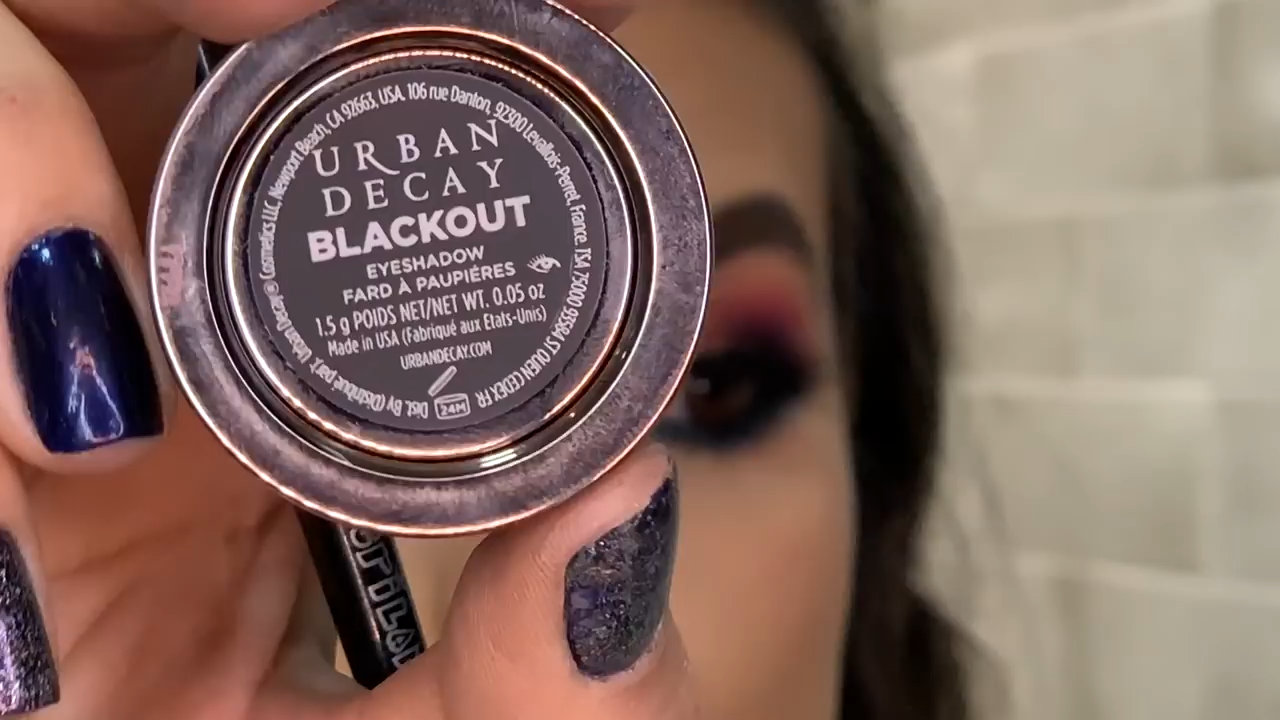 Urban Decay® Cosmetics LLC, Newport Beach, CA 92663, USA. 106 rue Danton, 92300 Levallois-Perret, France. TSA 75000 93584 ST OUEN CEDEX FR
URBAN
DECAY
BLACKOUT
EYESHADOW
FARD À PAUPIÉRES
1.5 g POIDS NET/NET WT. 0.05 oz
Made in USA (Fabriqué aux Etats-Unis)
URBANDECAY.COM
24M
Dist. By (Distribué par):